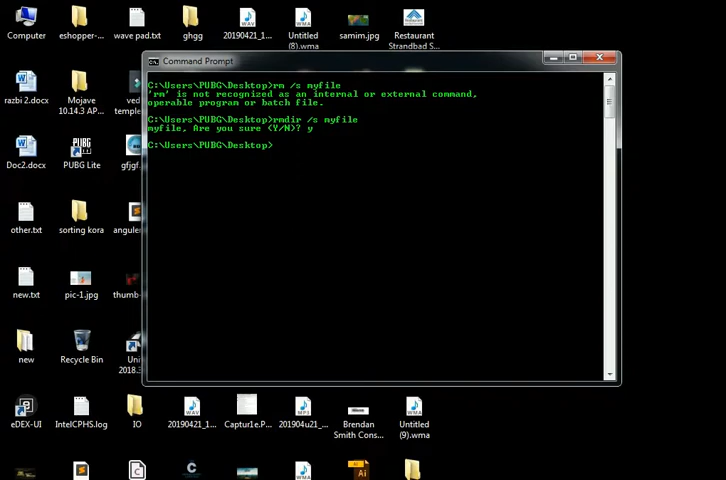 Computer
eshopper-...
wave pad.txt
ghgg
20190421_1...
Untitled
(8).wma
samim.jpg
Restaurant
Strandbad S...
Command Prompt
C:\Users\PUBG\Desktop>rm /s myfile
'rm' is not recognized as an internal or external command,
operable program or batch file.
C:\Users\PUBG\Desktop>rmdir /s myfile
myfile, Are you sure (Y/N)? y
C:\Users\PUBG\Desktop>
razbi 2.docx
Mojave
10.14.3 AP...
Doc2.docx
PUBG Lite
other.txt
sorting kora
new.txt
pic-1.jpg
thumb-
new
Recycle Bin
2018.3
eDEX-UI
IntelCPHS.log
IO
20190421_1...
Captur1e.P...
201904u21_...
Brendan
Smith Cons...
Untitled
(9).wma